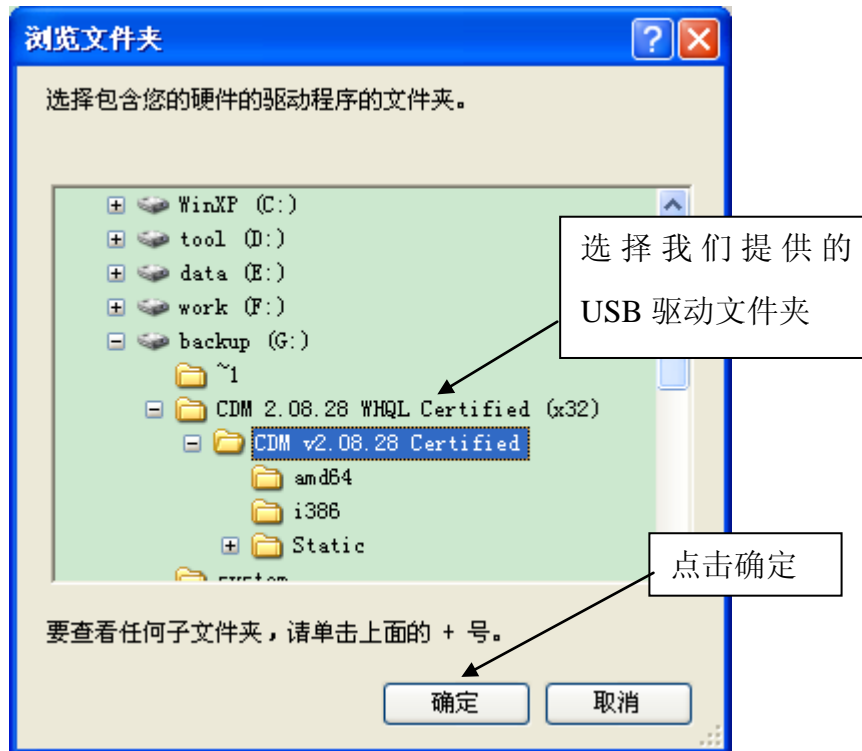 浏览文件夹
选择包含您的硬件的驱动程序的文件夹。
WinXP (C:)
tool (D:)
data (E:)
work (F:)
backup (G:)
~1
CDM 2.08.28 WHQL Certified (x32)
CDM v2.08.28 Certified
amd64
i386
Static
选择我们提供的
USB 驱动文件夹
点击确定
要查看任何子文件夹，请单击上面的 + 号。
确定
取消